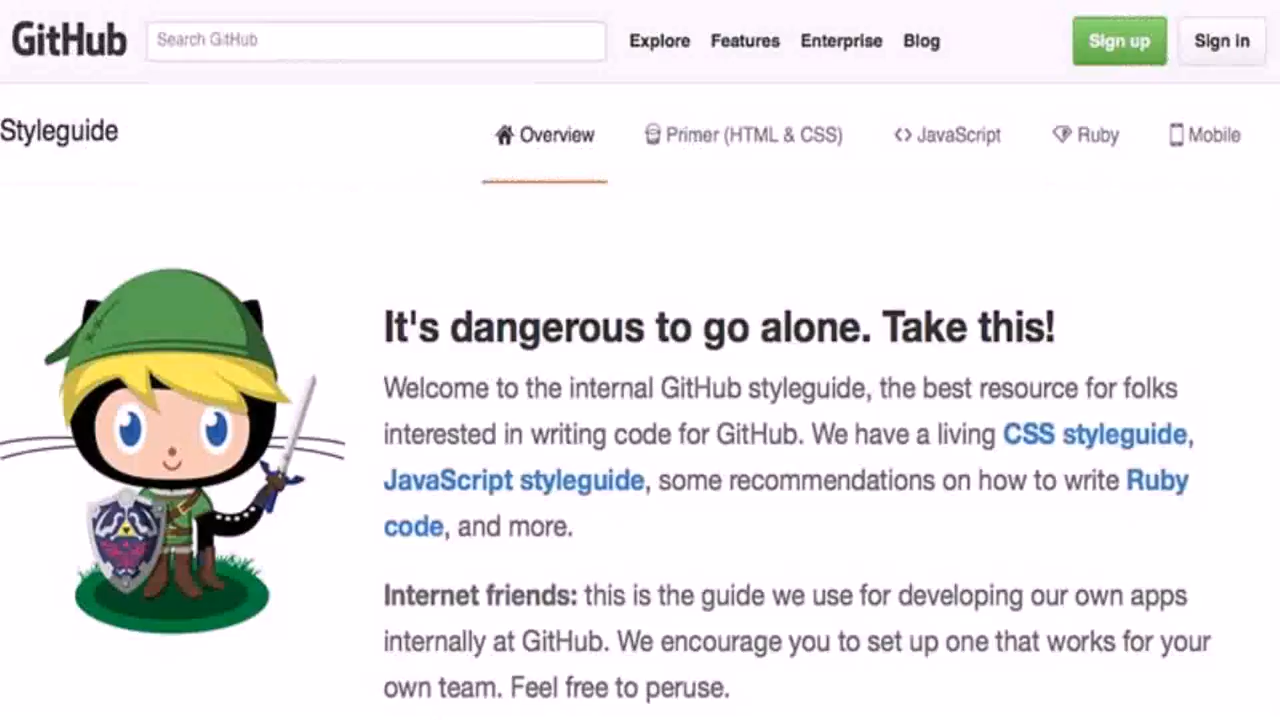 GitHub Search GitHub Explore Features Enterprise Blog Sign up Sign in
Styleguide Overview Primer (HTML & CSS) <> JavaScript Ruby Mobile
It's dangerous to go alone. Take this!
Welcome to the internal GitHub styleguide, the best resource for folks
interested in writing code for GitHub. We have a living CSS styleguide,
JavaScript styleguide, some recommendations on how to write Ruby
code, and more.
Internet friends: this is the guide we use for developing our own apps
internally at GitHub. We encourage you to set up one that works for your
own team. Feel free to peruse.